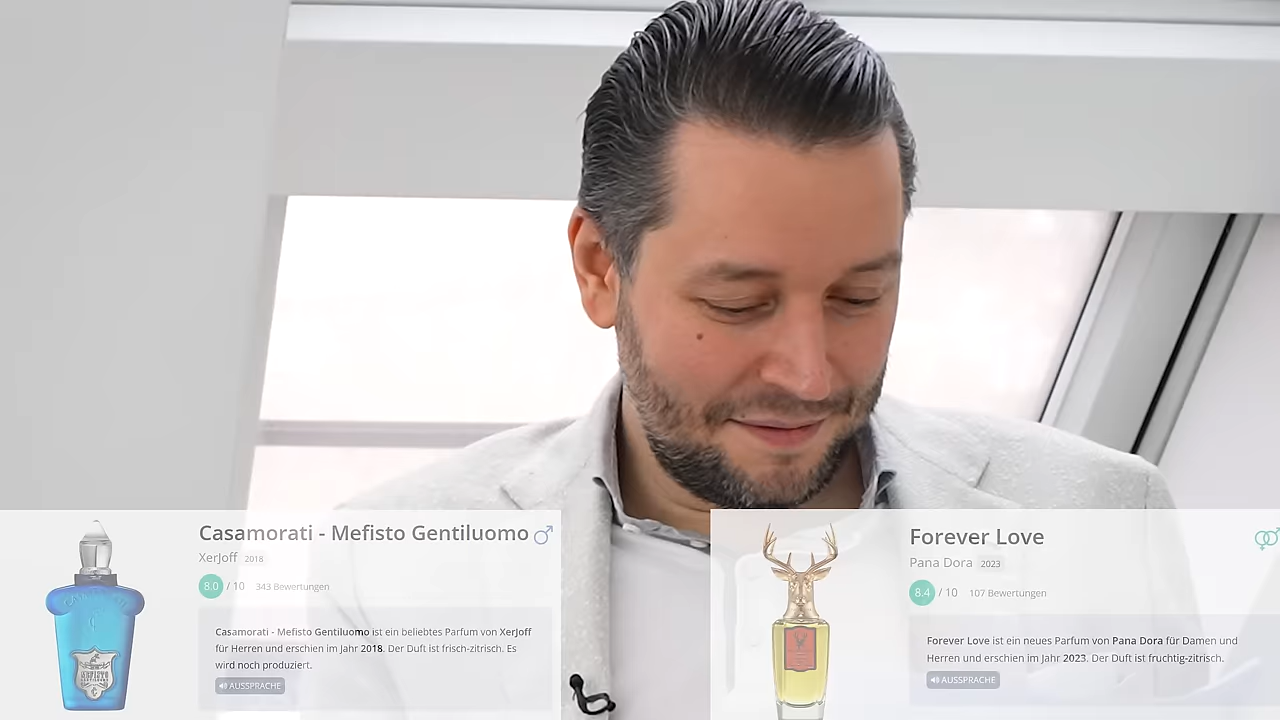 Casamorati - Mefisto Gentiluomo
XerJoff 2018
8.0 / 10 343 Bewertungen
Casamorati - Mefisto Gentiluomo ist ein beliebtes Parfum von XerJoff
für Herren und erschien im Jahr 2018. Der Duft ist frisch-zitrisch. Es
wird noch produziert.
AUSSPRACHE
MEFISTO
Forever Love
Pana Dora 2023
8.4 / 10 107 Bewertungen
Forever Love ist ein neues Parfum von Pana Dora für Damen und
Herren und erschien im Jahr 2023. Der Duft ist fruchtig-zitrisch.
AUSSPRACHE